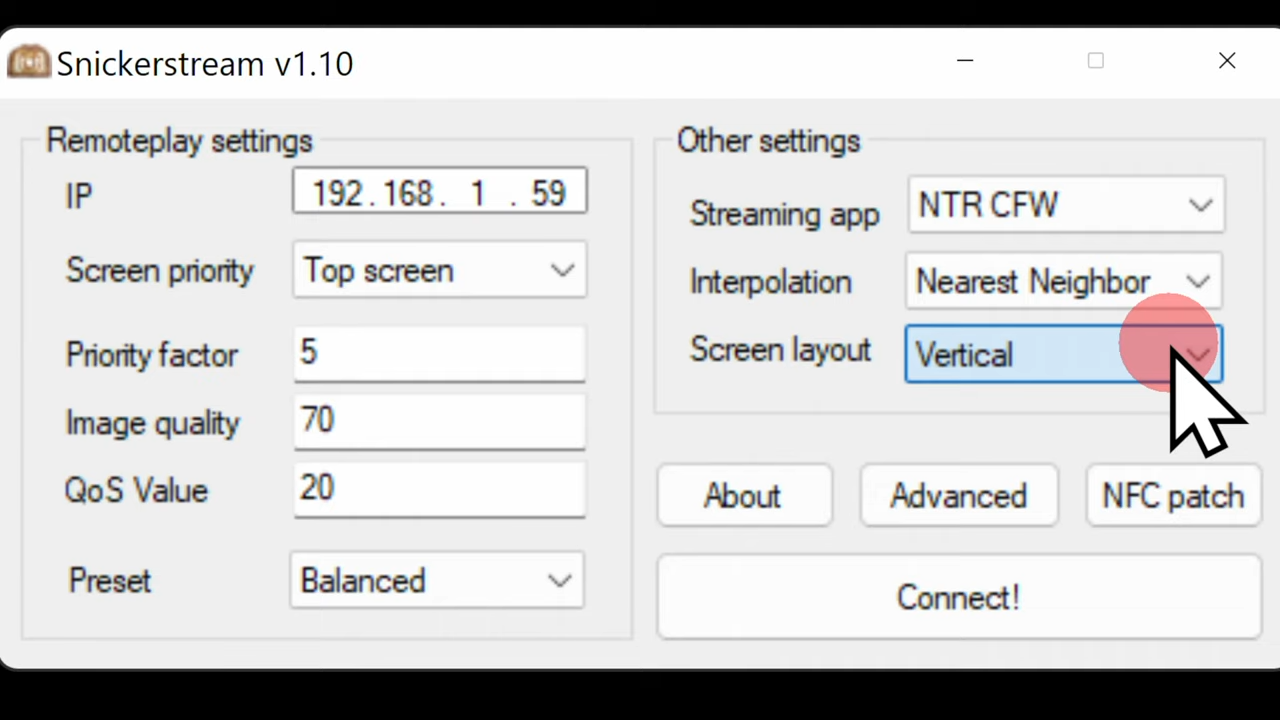 Snickerstream v1.10
Remoteplay settings
IP 192.168. 1 . 59
Screen priority Top screen
Priority factor 5
Image quality 70
QoS Value 20
Preset Balanced
Other settings
Streaming app NTR CFW
Interpolation Nearest Neighbor
Screen layout Vertical
About Advanced NFC patch
Connect!